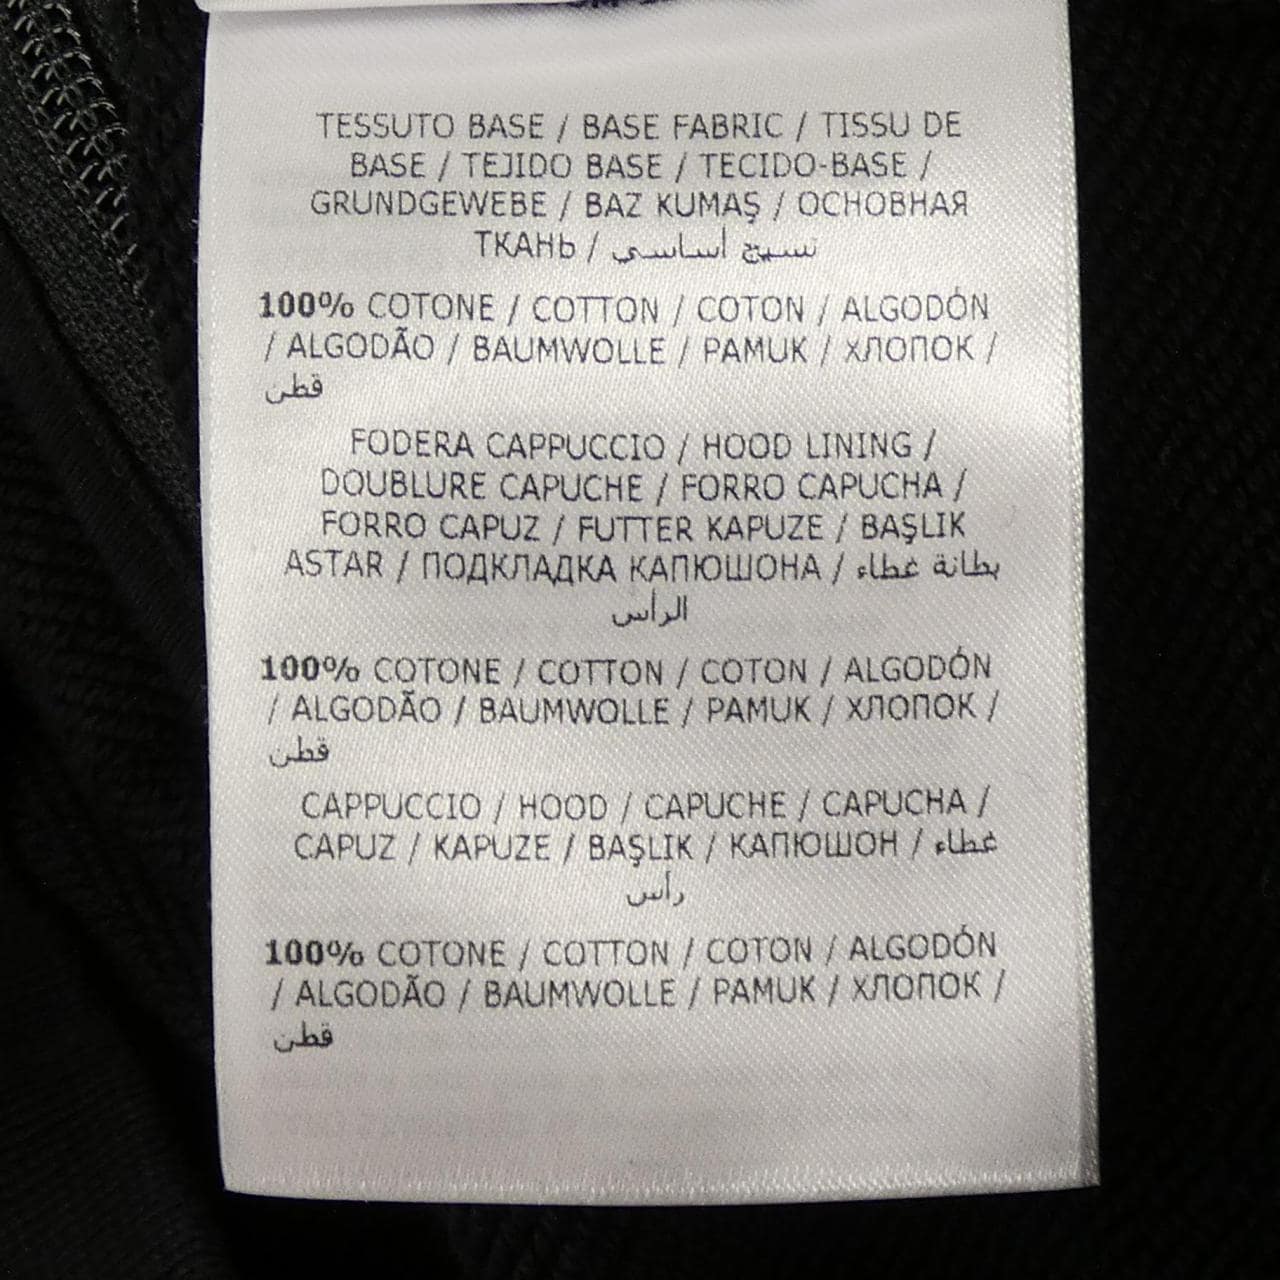 TESSUTO BASE / BASE FABRIC / TISSU DE
BASE / TEJIDO BASE / TECIDO-BASE /
GRUNDGEWEBE / BAZ KUMAŞ / ОСНОВНАЯ
ТКАНЬ / نسيج أساسي
100% COTONE / COTTON / COTON / ALGODÓN
/ ALGODÃO / BAUMWOLLE / PAMUK / ХЛОПОК /
قطن
FODERA CAPPUCCIO / HOOD LINING /
DOUBLURE CAPUCHE / FORRO CAPUCHA /
FORRO CAPUZ / FUTTER KAPUZE / BAŞLIK
ASTAR / ПОДКЛАДКА КАПЮШОНА / بطانة غطاء
الرأس
100% COTONE / COTTON / COTON / ALGODÓN
/ ALGODÃO / BAUMWOLLE / PAMUK / ХЛОПОК /
قطن
CAPPUCCIO / HOOD / CAPUCHE / CAPUCHA /
CAPUZ / KAPUZE / BAŞLIK / КАПЮШОН / غطاء
رأس
100% COTONE / COTTON / COTON / ALGODÓN
/ ALGODÃO / BAUMWOLLE / PAMUK / ХЛОПОК /
قطن